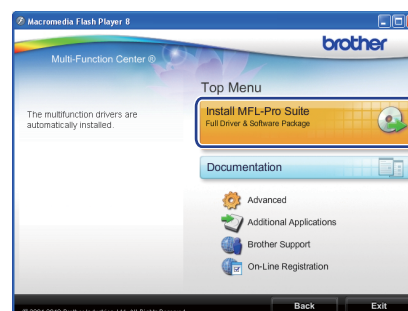 Macromedia Flash Player 8
brother
Multi-Function Center ®
Top Menu
The multifunction drivers are
automatically installed.
Install MFL-Pro Suite
Full Driver & Software Package
Documentation
Advanced
Additional Applications
Brother Support
On-Line Registration
Back
Exit